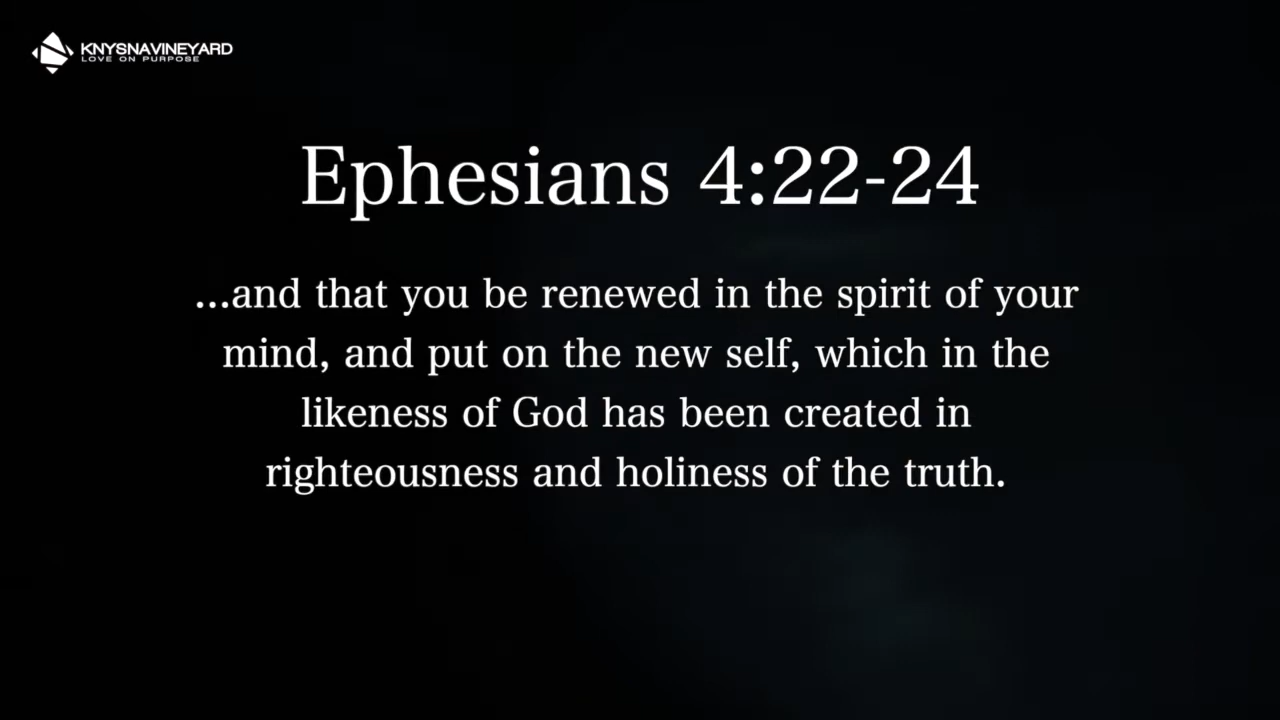 KNYSNAVINEYARD
LOVE ON PURPOSE
Ephesians 4:22-24
...and that you be renewed in the spirit of your
mind, and put on the new self, which in the
likeness of God has been created in
righteousness and holiness of the truth.